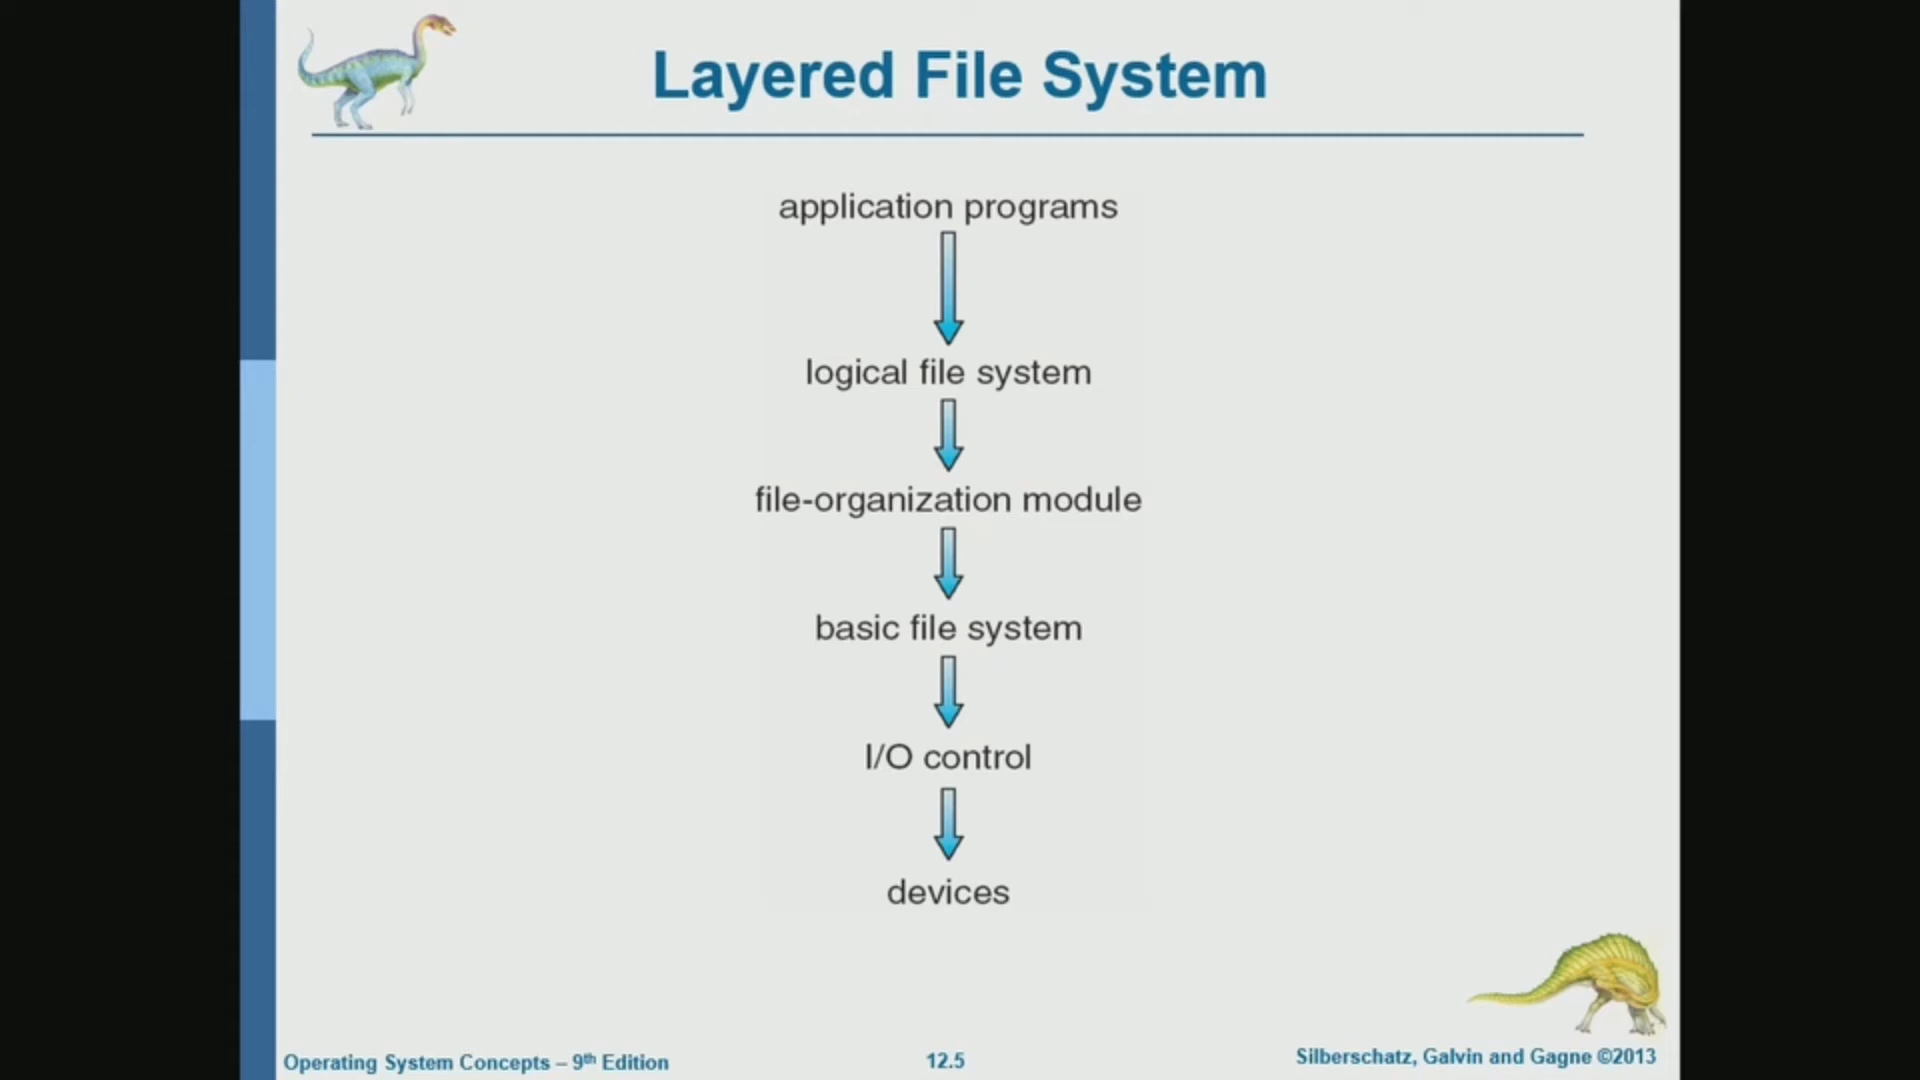 Layered File System
application programs
logical file system
file-organization module
basic file system
I/O control
devices
Operating System Concepts – 9th Edition
12.5
Silberschatz, Galvin and Gagne ©2013